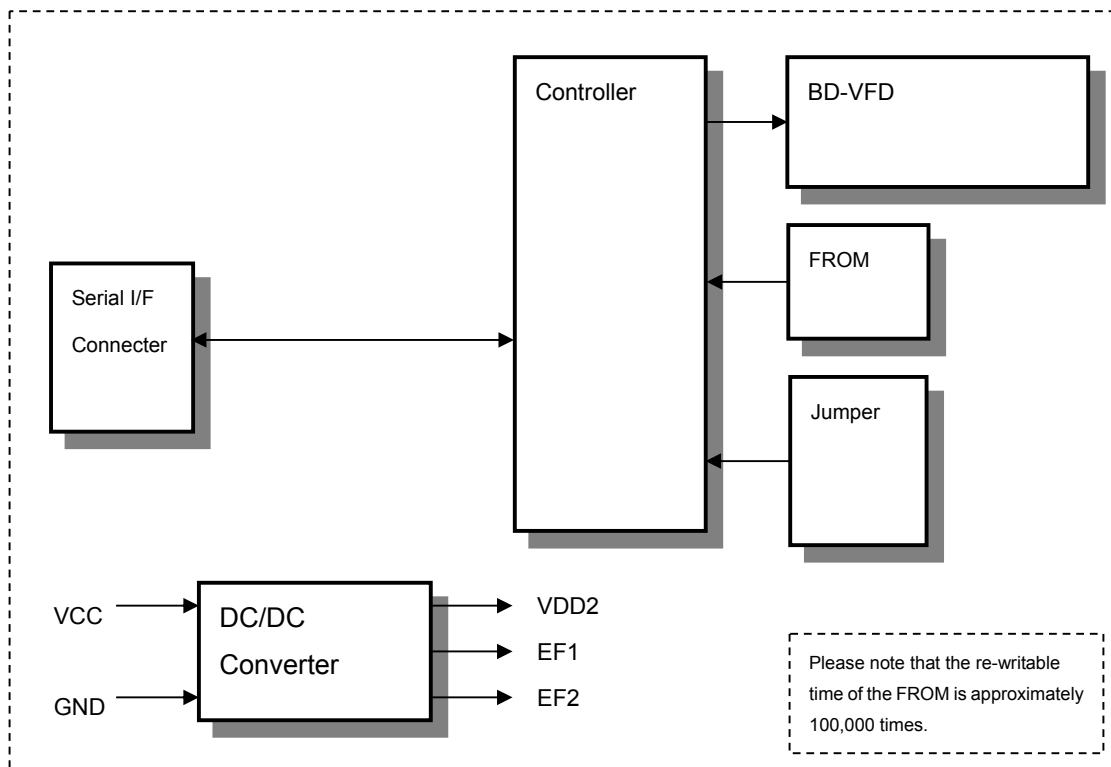 Controller
BD-VFD
FROM
Serial I/F
Connecter
Jumper
VCC
GND
DC/DC
Converter
VDD2
EF1
EF2
Please note that the re-writable
time of the FROM is approximately
100,000 times.